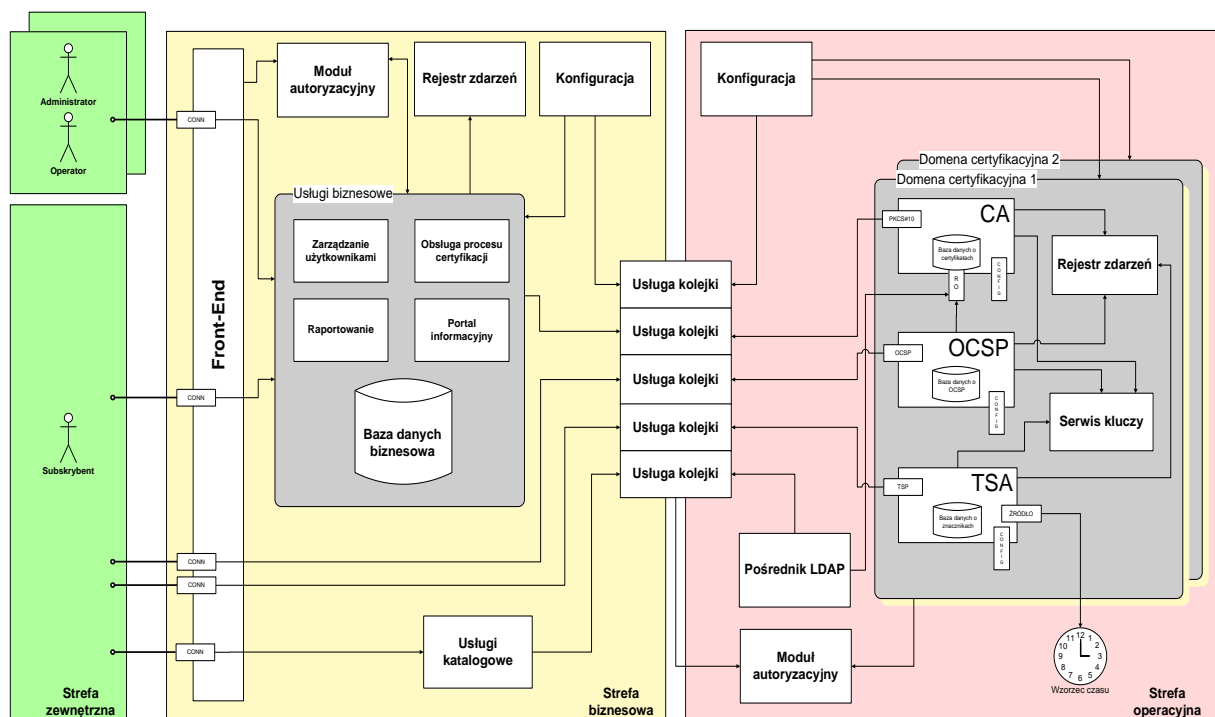 Administrator
Operator
Subskrybent
Strefa
zewnętrzna
CONN
CONN
CONN
CONN
CONN
Front-End
Moduł
autoryzacyjny
Rejestr zdarzeń
Konfiguracja
Usługi biznesowe
Zarządzanie
użytkownikami
Obsługa procesu
certyfikacji
Raportowanie
Portal
informacyjny
Baza danych
biznesowa
Usługi
katalogowe
Strefa
biznesowa
Usługa kolejki
Usługa kolejki
Usługa kolejki
Usługa kolejki
Usługa kolejki
Konfiguracja
Domena certyfikacyjna 2
Domena certyfikacyjna 1
PKCS#10
CA
Baza danych o
certyfikatach
RO
CONFIG
Rejestr zdarzeń
OCSP
OCSP
Baza danych o
OCSP
CONFIG
Serwis kluczy
TSP
TSA
Baza danych o
znacznikach
ŹRÓDŁO
CONFIG
Pośrednik LDAP
Moduł
autoryzacyjny
12
1
2
3
4
5
6
7
8
9
10
11
Wzorzec czasu
Strefa
operacyjna